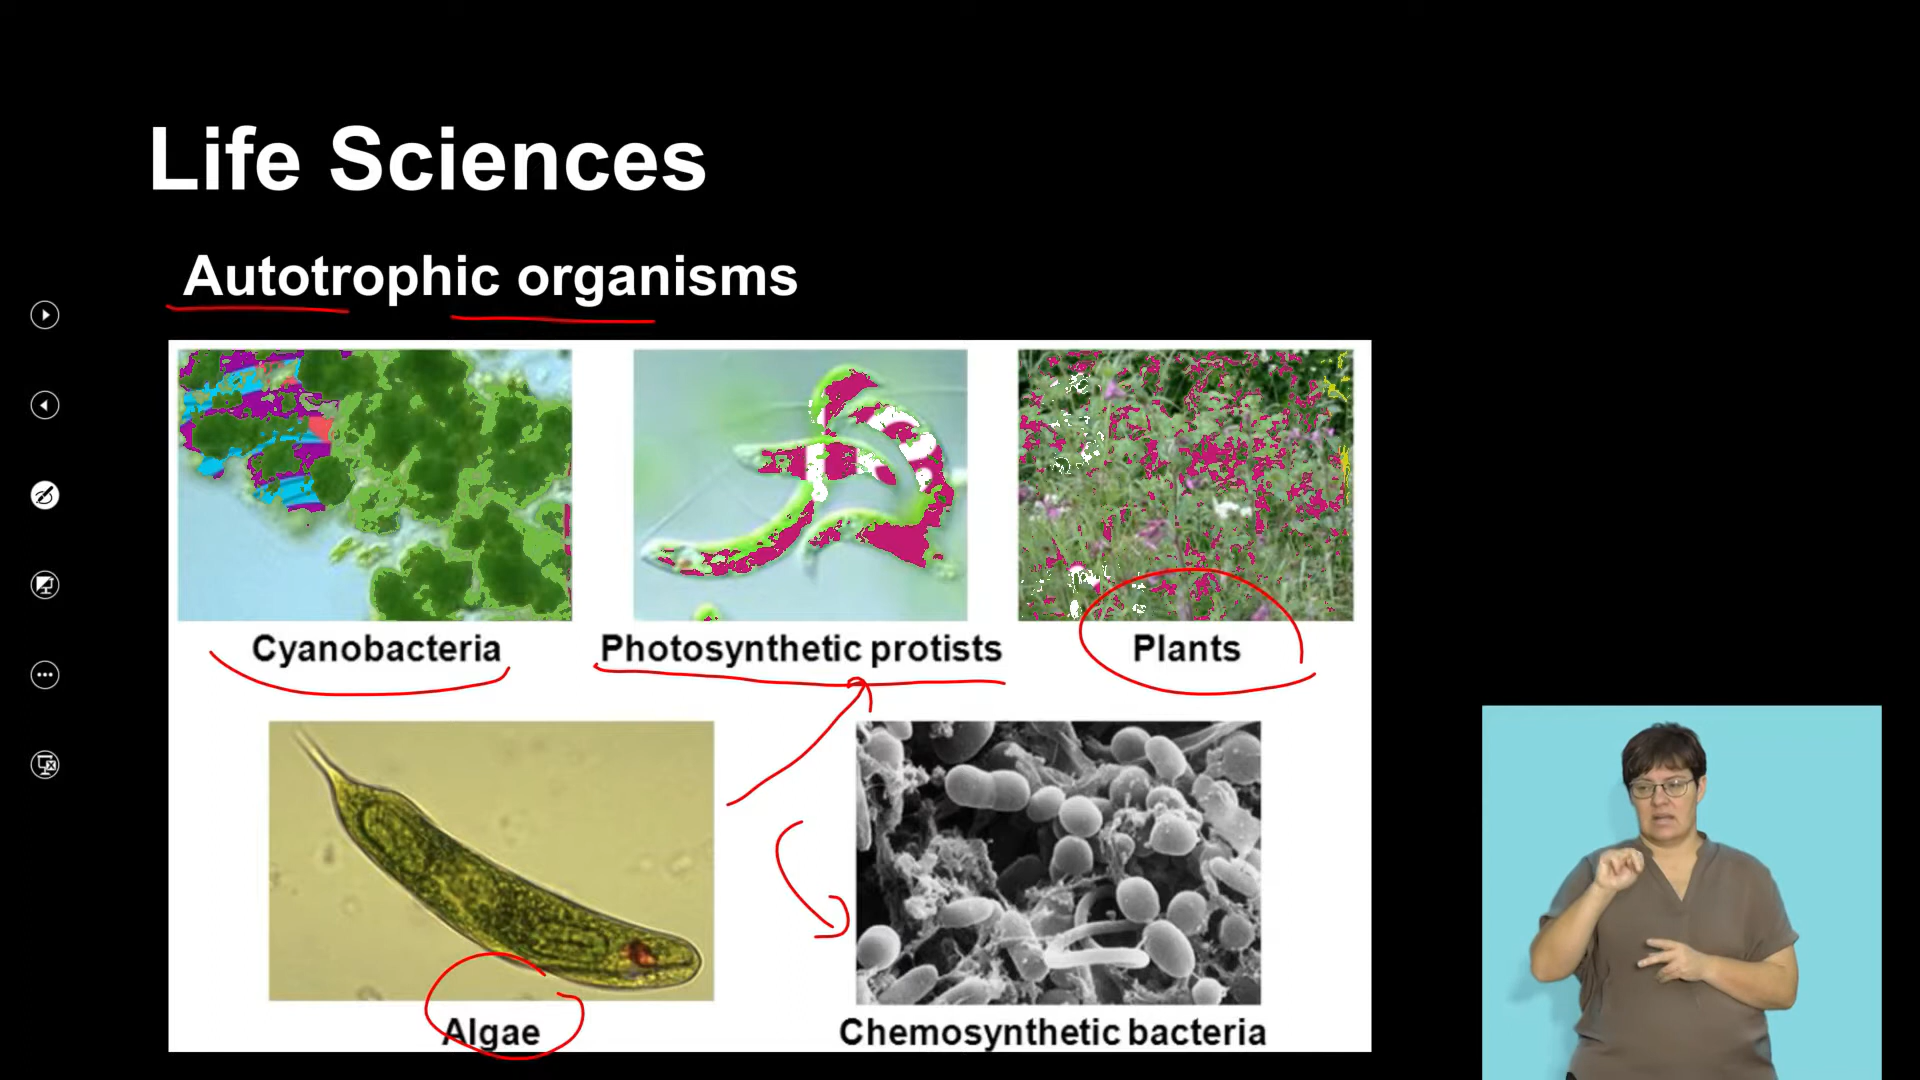 Life Sciences
Autotrophic organisms
Cyanobacteria
Photosynthetic protists
Plants
Algae
Chemosynthetic bacteria